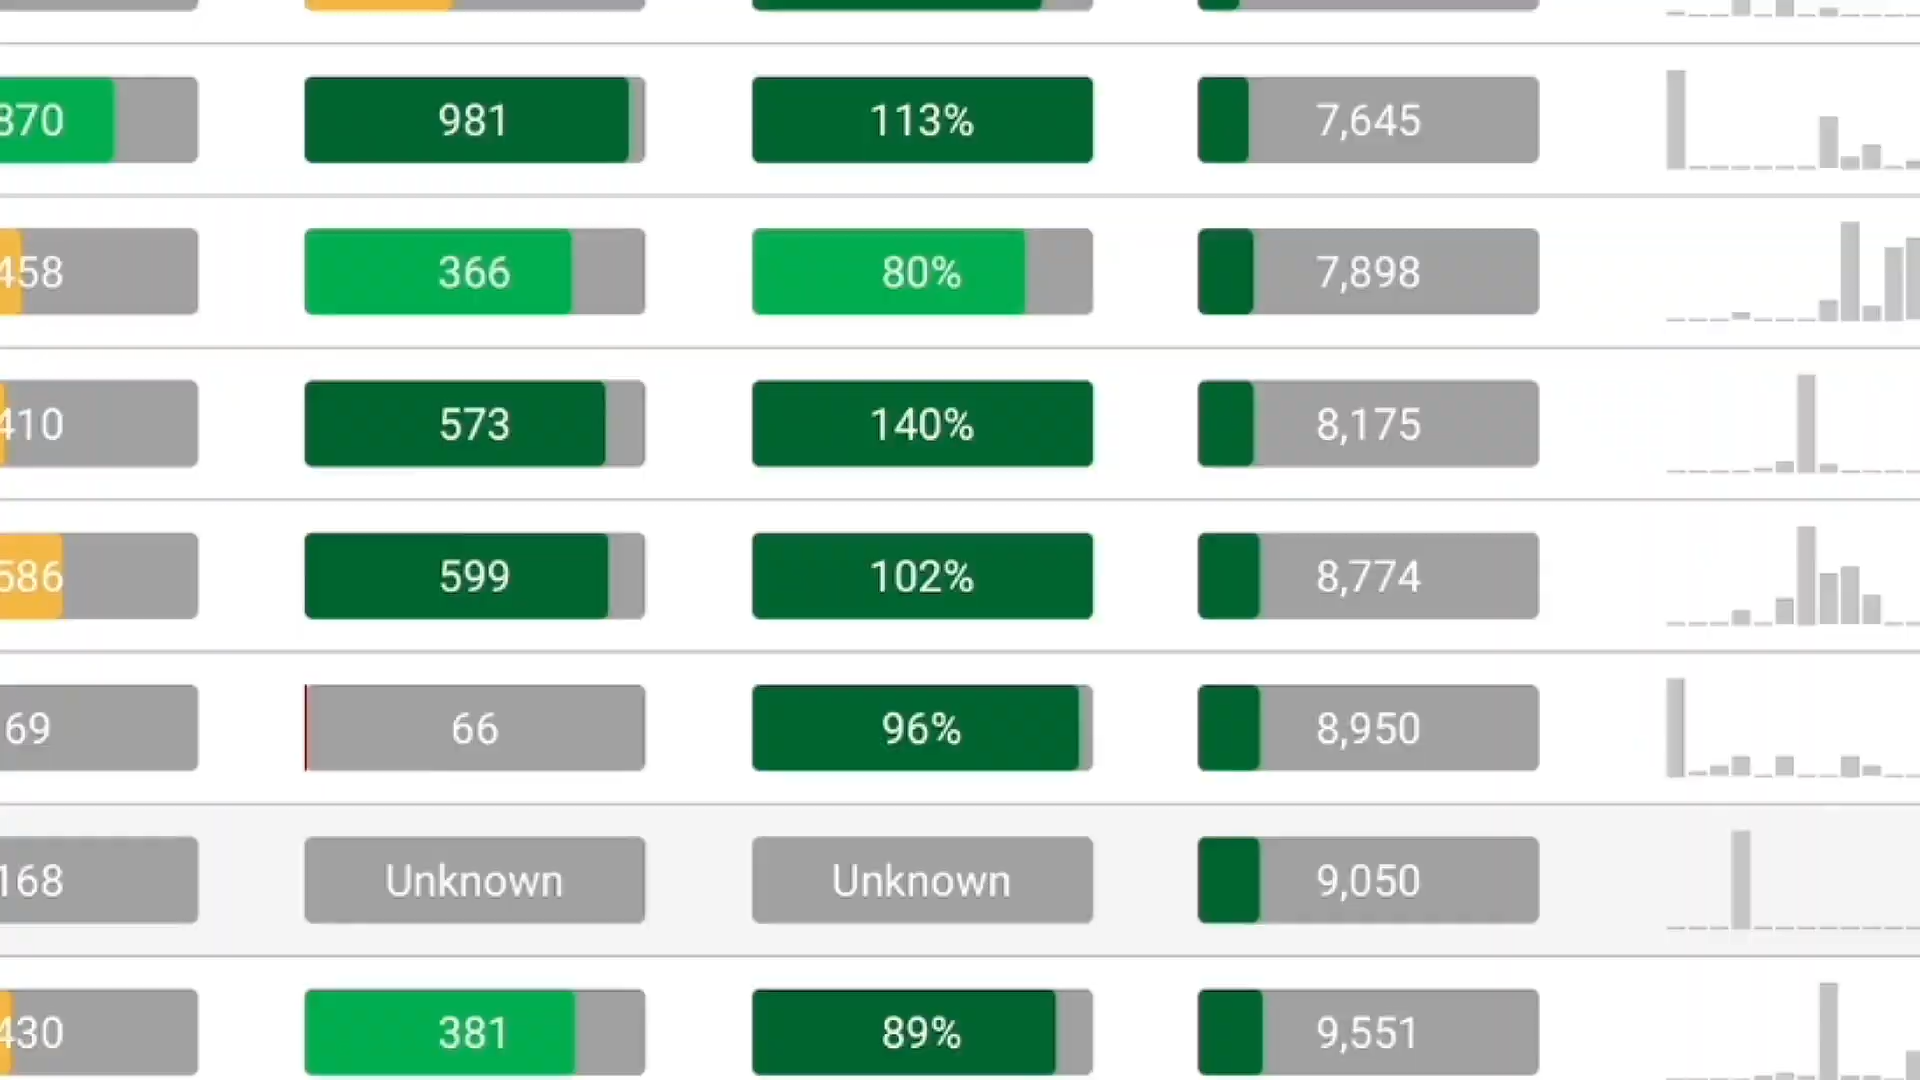 870 981 113% 7,645
458 366 80% 7,898
410 573 140% 8,175
586 599 102% 8,774
69 66 96% 8,950
168 Unknown Unknown 9,050
430 381 89% 9,551